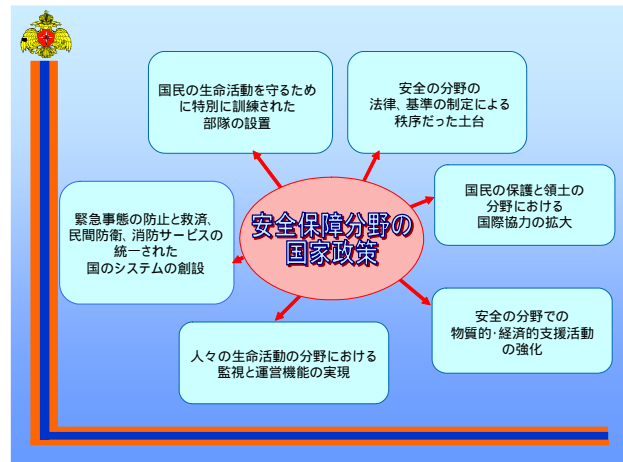 国民の生命活動を守るため
に特別に訓練された
部隊の設置
安全の分野の
法律、基準の制定による
秩序だった土台
国民の保護と領土の
分野における
国際協力の拡大
安全保障分野の
国家政策
緊急事態の防止と救済、
民間防衛、消防サービスの
統一された
国のシステムの創設
安全の分野での
物質的・経済的支援活動
の強化
人々の生命活動の分野における
監視と運営機能の実現